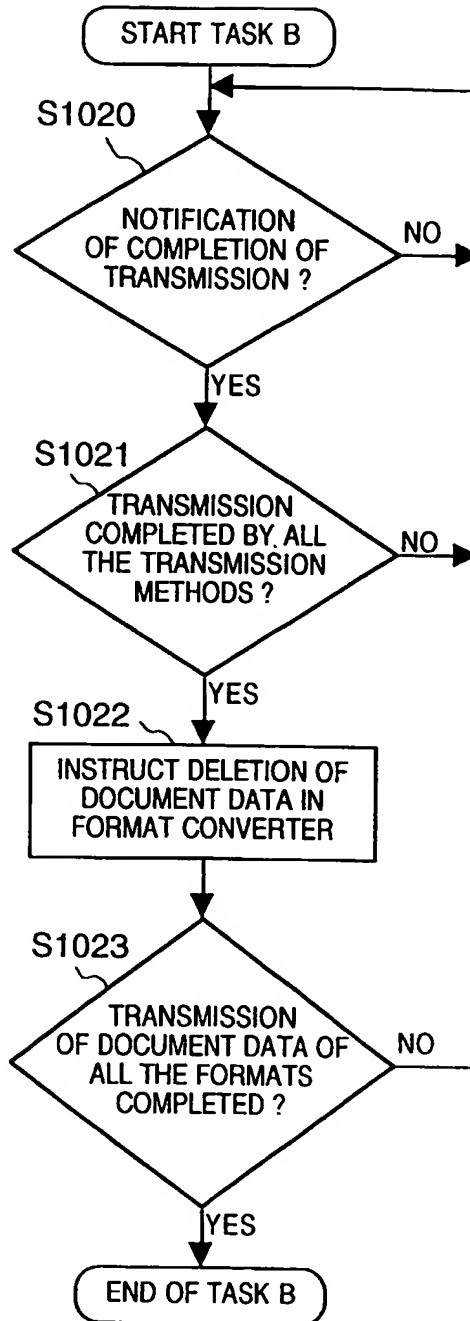 START TASK B
S1020
NOTIFICATION
OF COMPLETION OF
TRANSMISSION ?
NO
YES
S1021
TRANSMISSION
COMPLETED BY. ALL
THE TRANSMISSION
METHODS ?
NO
YES
S1022
INSTRUCT DELETION OF
DOCUMENT DATA IN
FORMAT CONVERTER
S1023
TRANSMISSION
OF DOCUMENT DATA OF
ALL THE FORMATS
COMPLETED ?
NO
YES
END OF TASK B